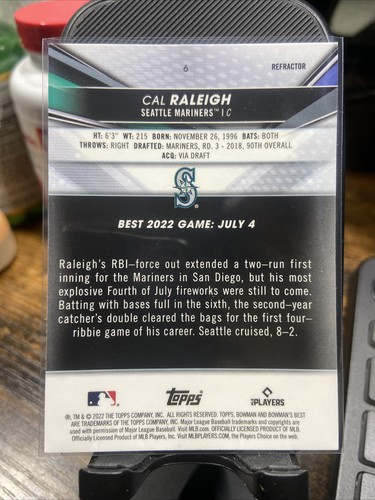 6
REFRACTOR
CAL RALEIGH
SEATTLE MARINERS™ | C
HT: 6'3" WT: 215 BORN: NOVEMBER 26, 1996 BATS: BOTH
THROWS: RIGHT DRAFTED: MARINERS, RD. 3 - 2018, 90TH OVERALL
ACQ: VIA DRAFT
S
BEST 2022 GAME: JULY 4
Raleigh's RBI–force out extended a two–run first
inning for the Mariners in San Diego, but his most
explosive Fourth of July fireworks were still to come.
Batting with bases full in the sixth, the second–year
catcher's double cleared the bags for the first four–
ribbie game of his career. Seattle cruised, 8–2.
Topps
PLAYERS
®, TM & © 2022 THE TOPPS COMPANY, INC. ALL RIGHTS RESERVED. TOPPS, BOWMAN AND BOWMAN'S BEST
ARE TRADEMARKS OF THE TOPPS COMPANY, INC. Major League Baseball trademarks and copyrights are
used with permission of Major League Baseball. Visit MLB.com. OFFICIALLY LICENSED PRODUCT OF MLB.
Officially Licensed Product of MLB Players, Inc. Visit MLBPLAYERS.com, the Players Choice on the web.